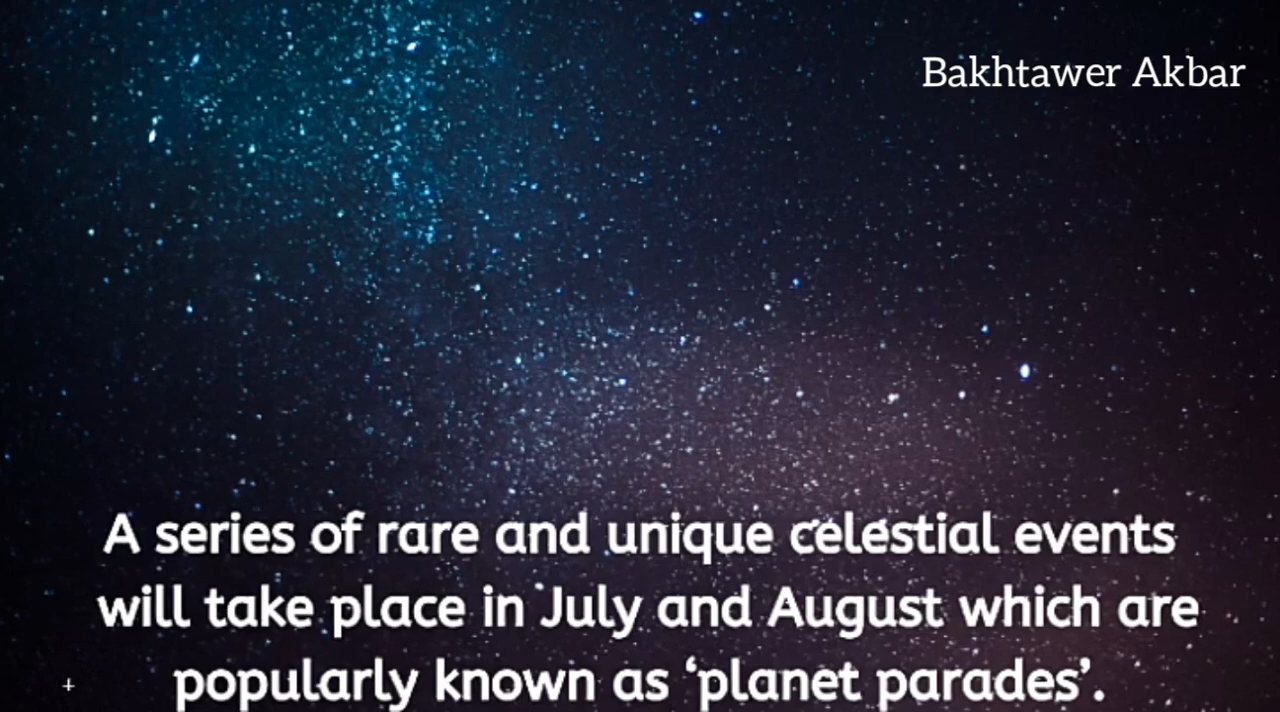 Bakhtawer Akbar
A series of rare and unique celestial events
will take place in July and August which are
popularly known as ‘planet parades’.